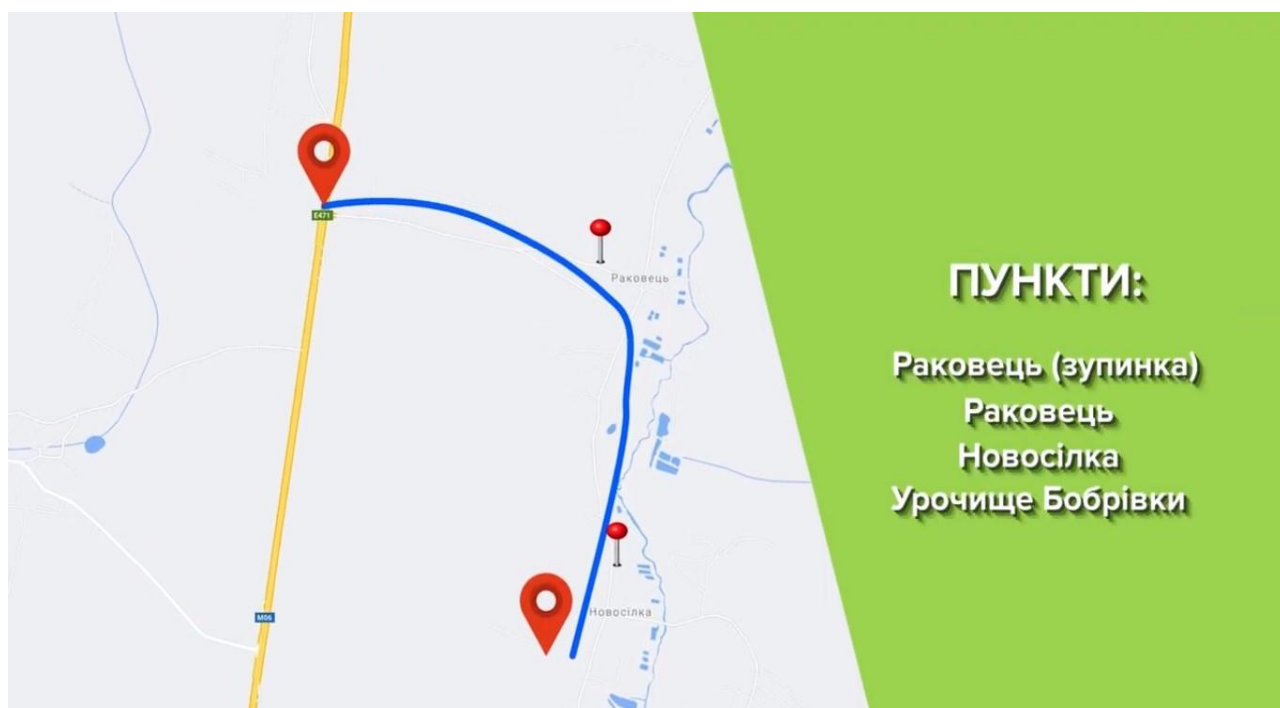 E471
Раковець
Новосілка
M06
ПУНКТИ:
Раковець (зупинка)
Раковець
Новосілка
Урочище Бобрівки